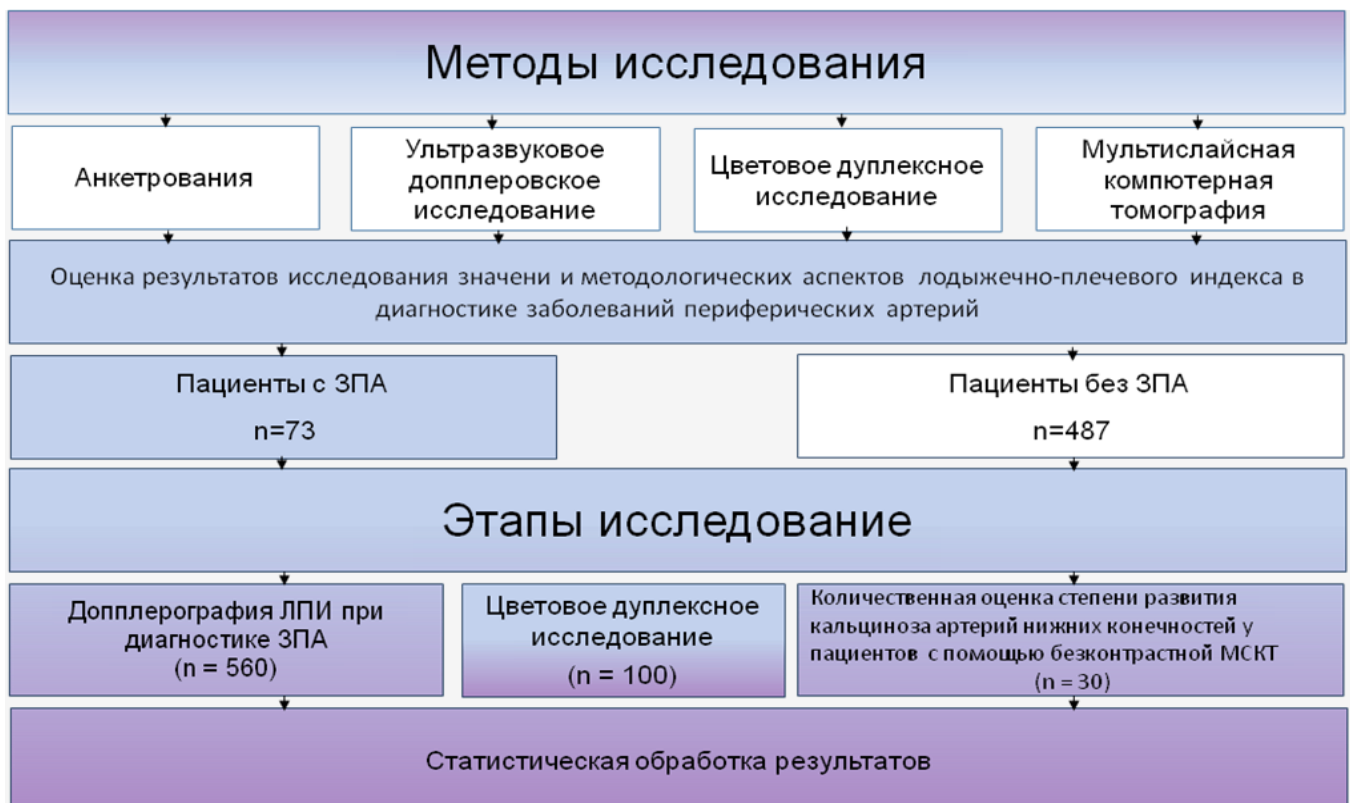 Методы исследования
Анкетрования
Ультразвуковое
допплеровское
исследование
Цветовое дуплексное
исследование
Мультислайсная
компютерная
томография
Оценка результатов исследования значени и методологических аспектов лодыжечно-плечевого индекса в
диагностике заболеваний периферических артерий
Пациенты с ЗПА
n=73
Пациенты без ЗПА
n=487
Этапы исследование
Допплерография ЛПИ при
диагностике ЗПА
(n = 560)
Цветовое дуплексное
исследование
(n = 100)
Количественная оценка степени развития
кальциноза артерий нижних конечностей у
пациентов с помощью безконтрастной МСКТ
(n = 30)
Статистическая обработка результатов